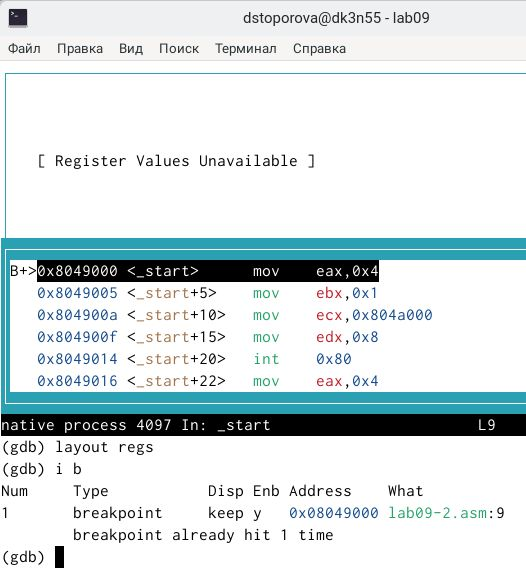 dstoporova@dk3n55 - lab09
Файл Правка Вид Поиск Терминал Справка
[ Register Values Unavailable ]
B+>0x8049000 <_start> mov eax,0x4
0x8049005 <_start+5> mov ebx,0x1
0x804900a <_start+10> mov ecx,0x804a000
0x804900f <_start+15> mov edx,0x8
0x8049014 <_start+20> int 0x80
0x8049016 <_start+22> mov eax,0x4
native process 4097 In: _start L9
(gdb) layout regs
(gdb) i b
Num Type Disp Enb Address What
1 breakpoint keep y 0x08049000 lab09-2.asm:9
breakpoint already hit 1 time
(gdb)